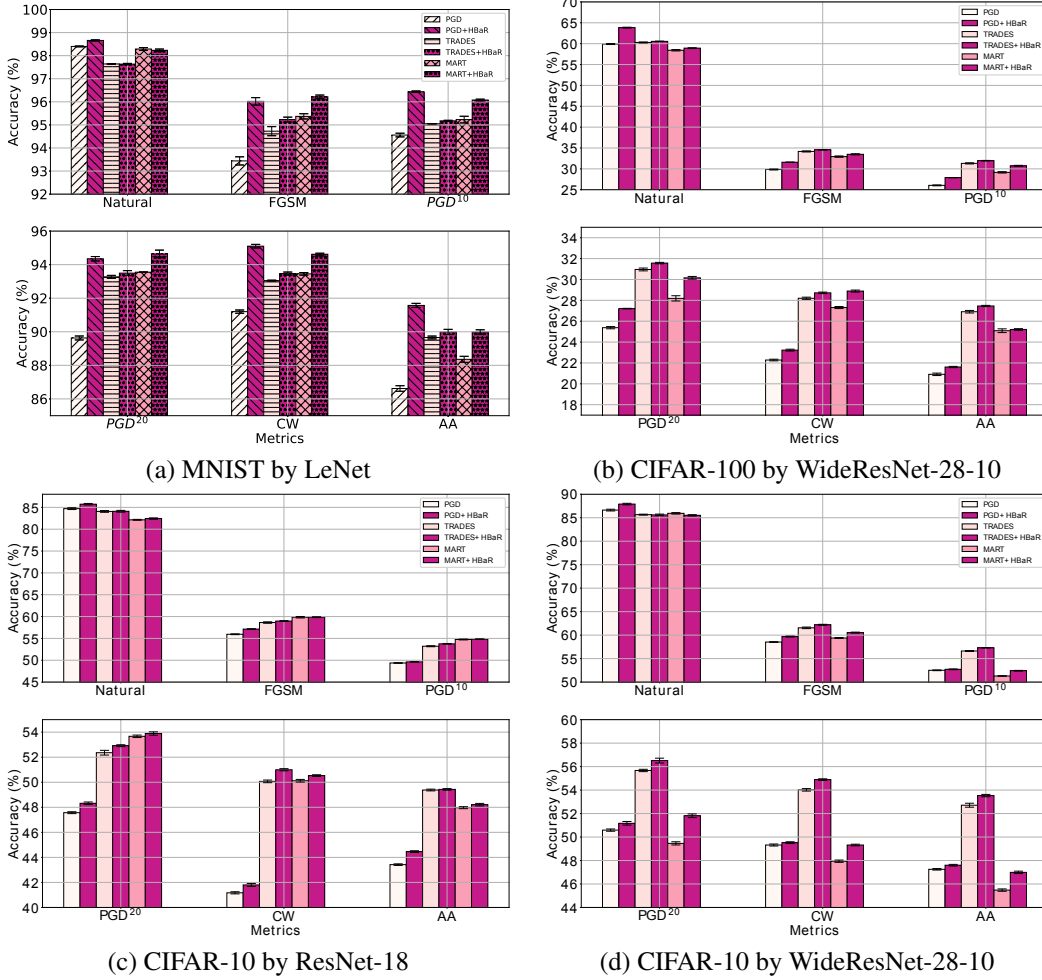 100
99
98
97
96
95
94
93
92
Accuracy (%)
PGD
PGD+HBaR
TRADES
TRADES+HBaR
MART
MART+HBaR
Natural
FGSM
PGD¹⁰
96
94
92
90
88
86
Accuracy (%)
PGD²⁰
CW
AA
Metrics
(a) MNIST by LeNet
70
65
60
55
50
45
40
35
30
25
Accuracy (%)
PGD
PGD+ HBaR
TRADES
TRADES+ HBaR
MART
MART+ HBaR
Natural
FGSM
PGD¹⁰
34
32
30
28
26
24
22
20
18
Accuracy (%)
PGD²⁰
CW
AA
Metrics
(b) CIFAR-100 by WideResNet-28-10
85
80
75
70
65
60
55
50
45
Accuracy (%)
PGD
PGD+ HBaR
TRADES
TRADES+ HBaR
MART
MART+ HBaR
Natural
FGSM
PGD¹⁰
54
52
50
48
46
44
42
40
Accuracy (%)
PGD²⁰
CW
AA
Metrics
(c) CIFAR-10 by ResNet-18
90
85
80
75
70
65
60
55
50
Accuracy (%)
PGD
PGD+ HBaR
TRADES
TRADES+ HBaR
MART
MART+ HBaR
Natural
FGSM
PGD¹⁰
60
58
56
54
52
50
48
46
44
Accuracy (%)
PGD²⁰
CW
AA
Metrics
(d) CIFAR-10 by WideResNet-28-10